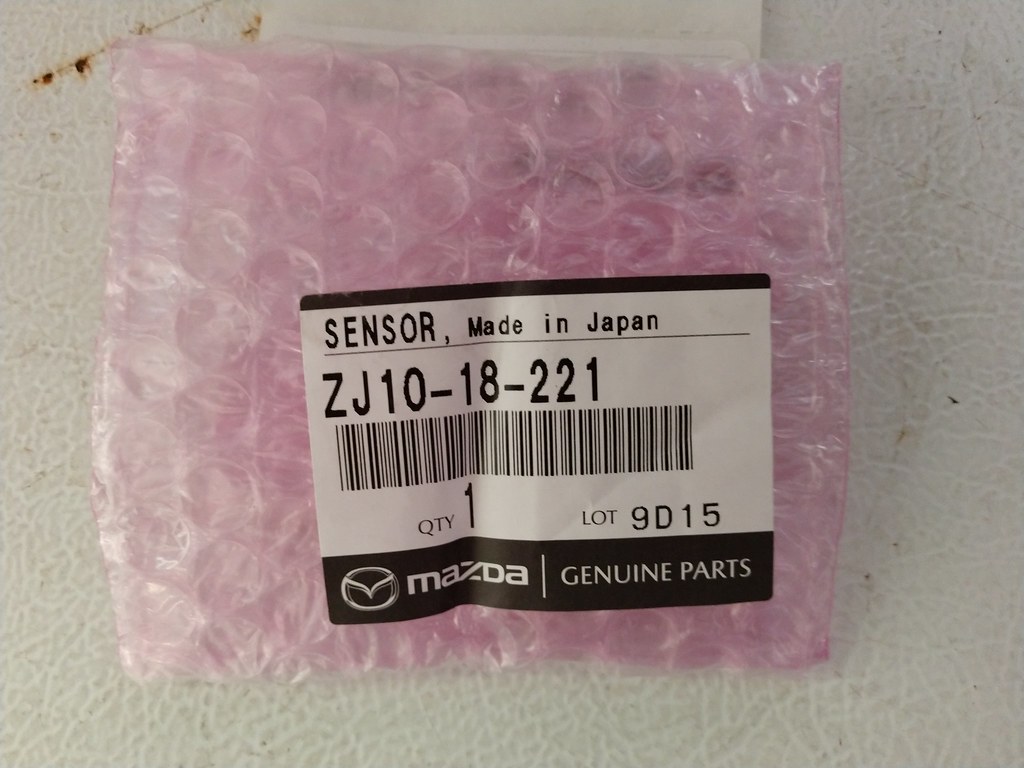 SENSOR, Made in Japan
ZJ10-18-221
QTY 1 LOT 9D15
mazda | GENUINE PARTS